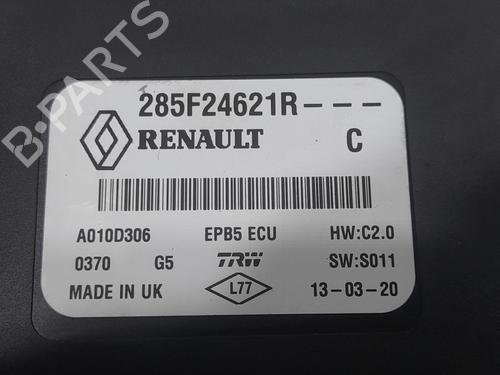 285F24621R---
RENAULT C
A010D306 EPB5 ECU HW:C2.0
0370 G5 TRW SW:S011
MADE IN UK L77 13-03-20
B-PARTS